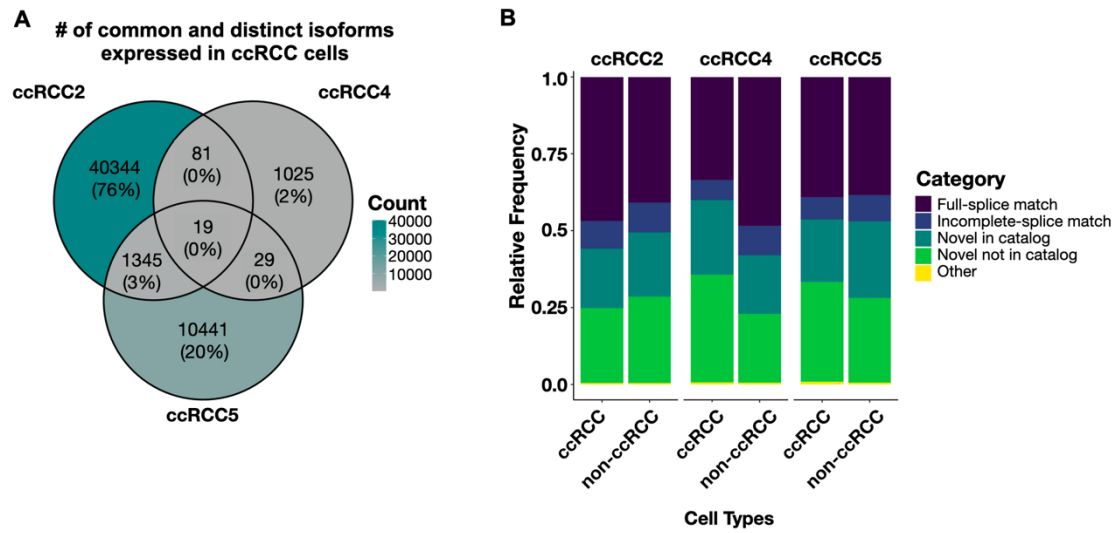 A
# of common and distinct isoforms
expressed in ccRCC cells
ccRCC2
ccRCC4
40344
(76%)
81
(0%)
1025
(2%)
19
(0%)
1345
(3%)
29
(0%)
10441
(20%)
ccRCC5
Count
40000
30000
20000
10000
B
ccRCC2
ccRCC4
ccRCC5
Relative Frequency
1.0
0.75
0.5
0.25
0.0
ccRCC
non-ccRCC
ccRCC
non-ccRCC
ccRCC
non-ccRCC
Cell Types
Category
Full-splice match
Incomplete-splice match
Novel in catalog
Novel not in catalog
Other